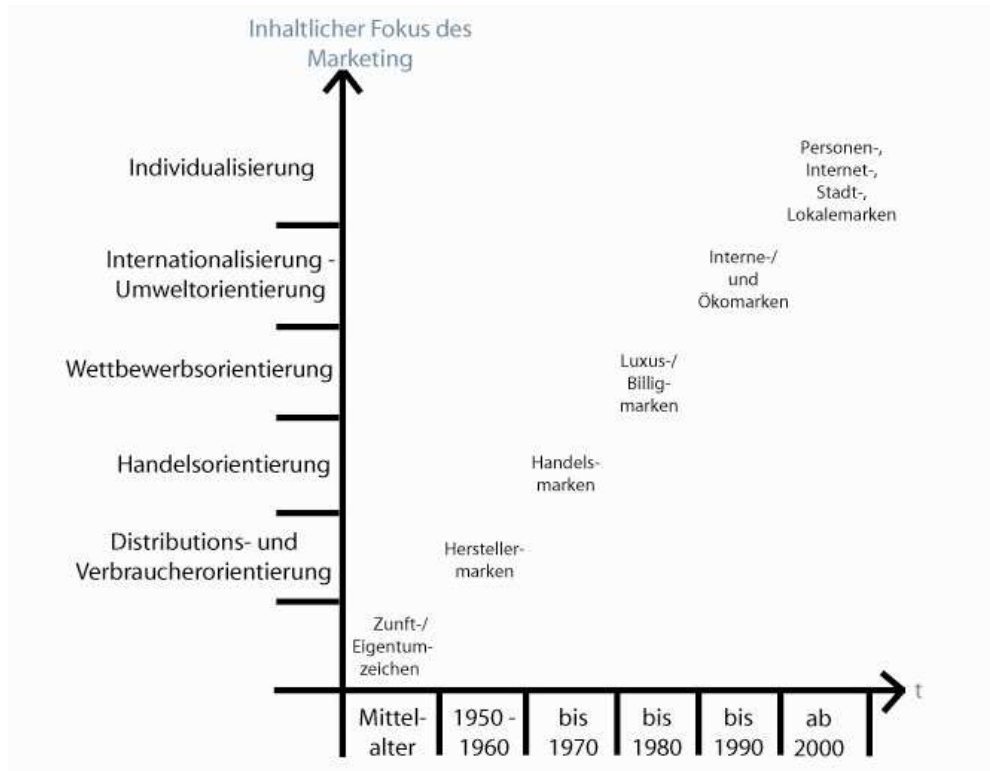 Inhaltlicher Fokus des
Marketing
Individualisierung
Personen-,
Internet-,
Stadt-,
Lokalemarken
Internationalisierung -
Umweltorientierung
Interne-/
und
Ökomarken
Wettbewerbsorientierung
Luxus-/
Billig-
marken
Handelsorientierung
Handels-
marken
Distributions- und
Verbraucherorientierung
Hersteller-
marken
Zunft-/
Eigentum-
zeichen
t
Mittel-
alter
1950 -
1960
bis
1970
bis
1980
bis
1990
ab
2000